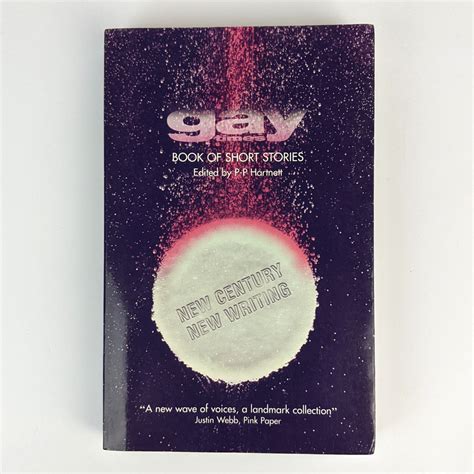 gay
times
BOOK OF SHORT STORIES
Edited by P-P Hartnett
NEW CENTURY
NEW WRITING
"A new wave of voices, a landmark collection"
Justin Webb, Pink Paper